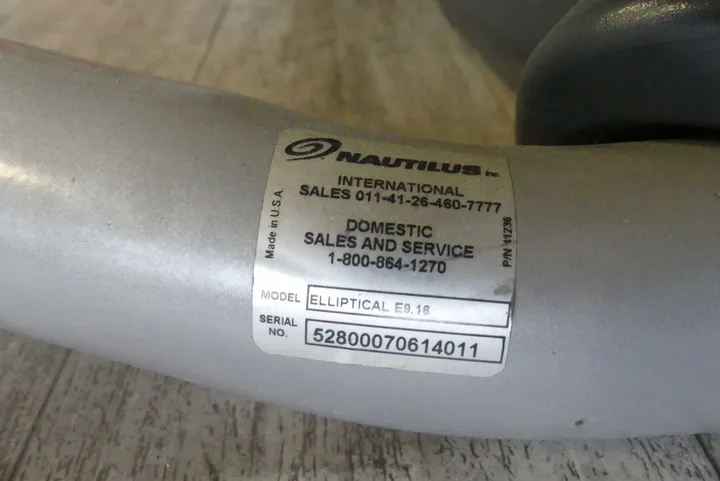 NAUTILUS inc
INTERNATIONAL
SALES 011-41-26-460-7777
DOMESTIC
SALES AND SERVICE
1-800-864-1270
Made in U.S.A.
P/N 11236
MODEL ELLIPTICAL E9.16
SERIAL NO. 52800070614011